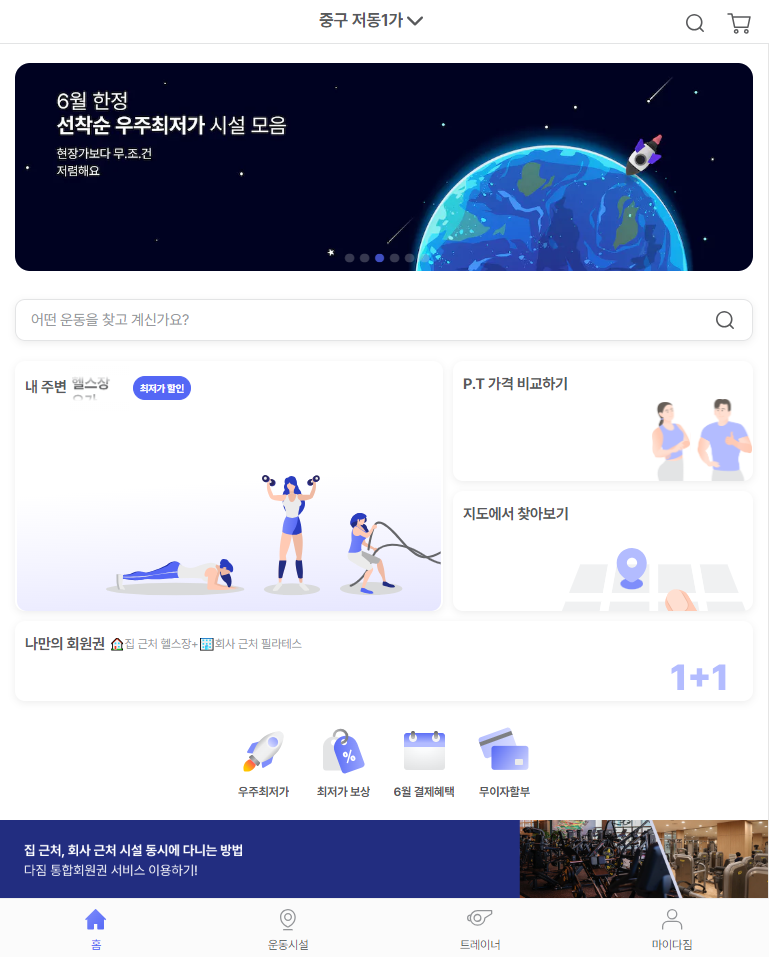 중구 저동1가
6월 한정
선착순 우주최저가 시설 모음
현장가보다 무.조.건
저렴해요
어떤 운동을 찾고 계신가요?
내 주변 헬스장 최저가 할인
P.T 가격 비교하기
지도에서 찾아보기
나만의 회원권 집 근처 헬스장+ 회사 근처 필라테스
1+1
%
우주최저가 최저가 보상 6월 결제혜택 무이자할부
집 근처, 회사 근처 시설 동시에 다니는 방법
다짐 통합회원권 서비스 이용하기!
홈 운동시설 트레이너 마이다짐